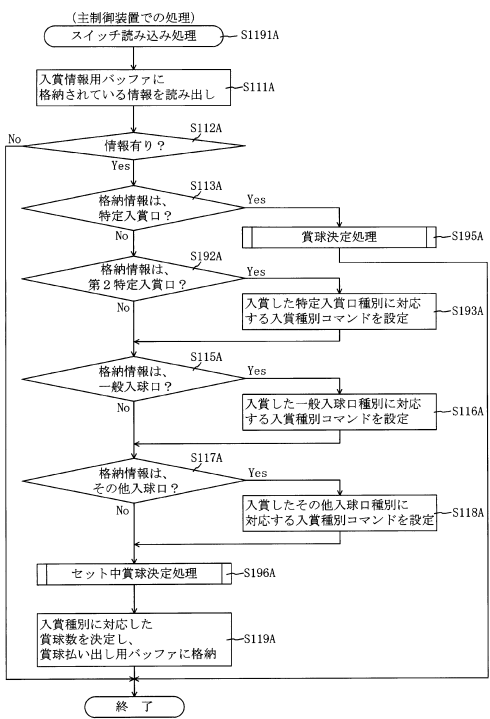 (主制御装置での処理)
スイッチ読み込み処理
S1191A
入賞情報用バッファに
格納されている情報を読み出し
S111A
S112A
No
情報有り?
Yes
S113A
格納情報は、
特定入賞口?
Yes
No
賞球決定処理
S195A
S192A
格納情報は、
第2特定入賞口?
Yes
No
入賞した特定入賞口種別に対応
する入賞種別コマンドを設定
S193A
S115A
格納情報は、
一般入球口?
Yes
No
入賞した一般入球口種別に対応
する入賞種別コマンドを設定
S116A
S117A
格納情報は、
その他入球口?
Yes
No
入賞したその他入球口種別に
対応する入賞種別コマンドを設定
S118A
セット中賞球決定処理
S196A
入賞種別に対応した
賞球数を決定し、
賞球払い出し用バッファに格納
S119A
終 了